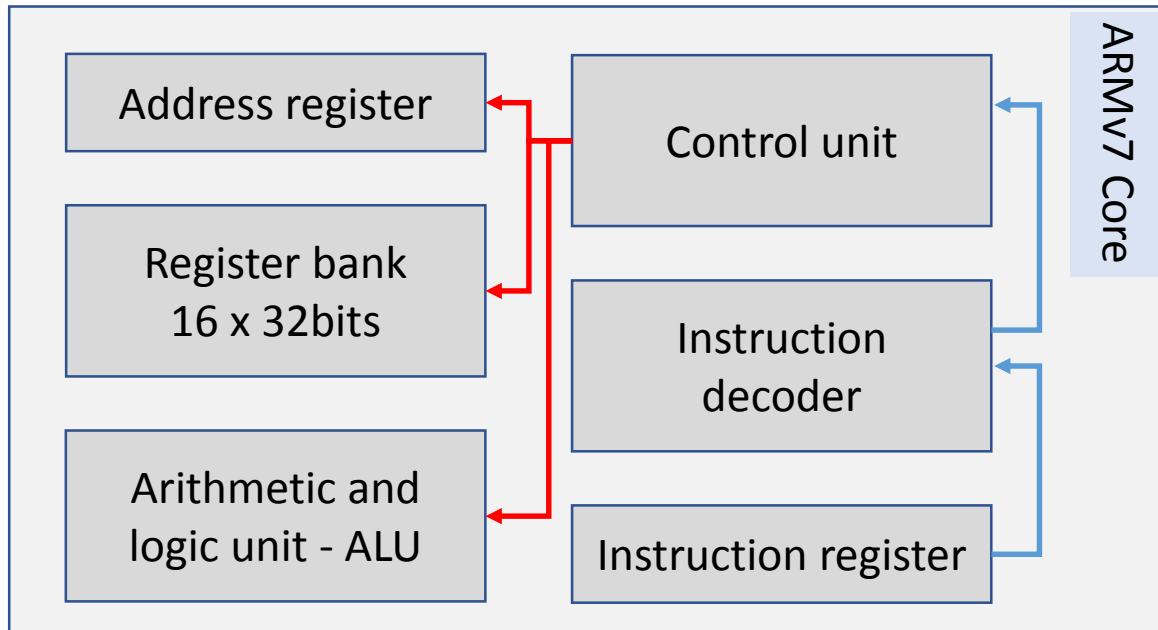 Address register
Register bank
16 x 32bits
Arithmetic and
logic unit - ALU
Control unit
Instruction
decoder
Instruction register
ARMv7 Core